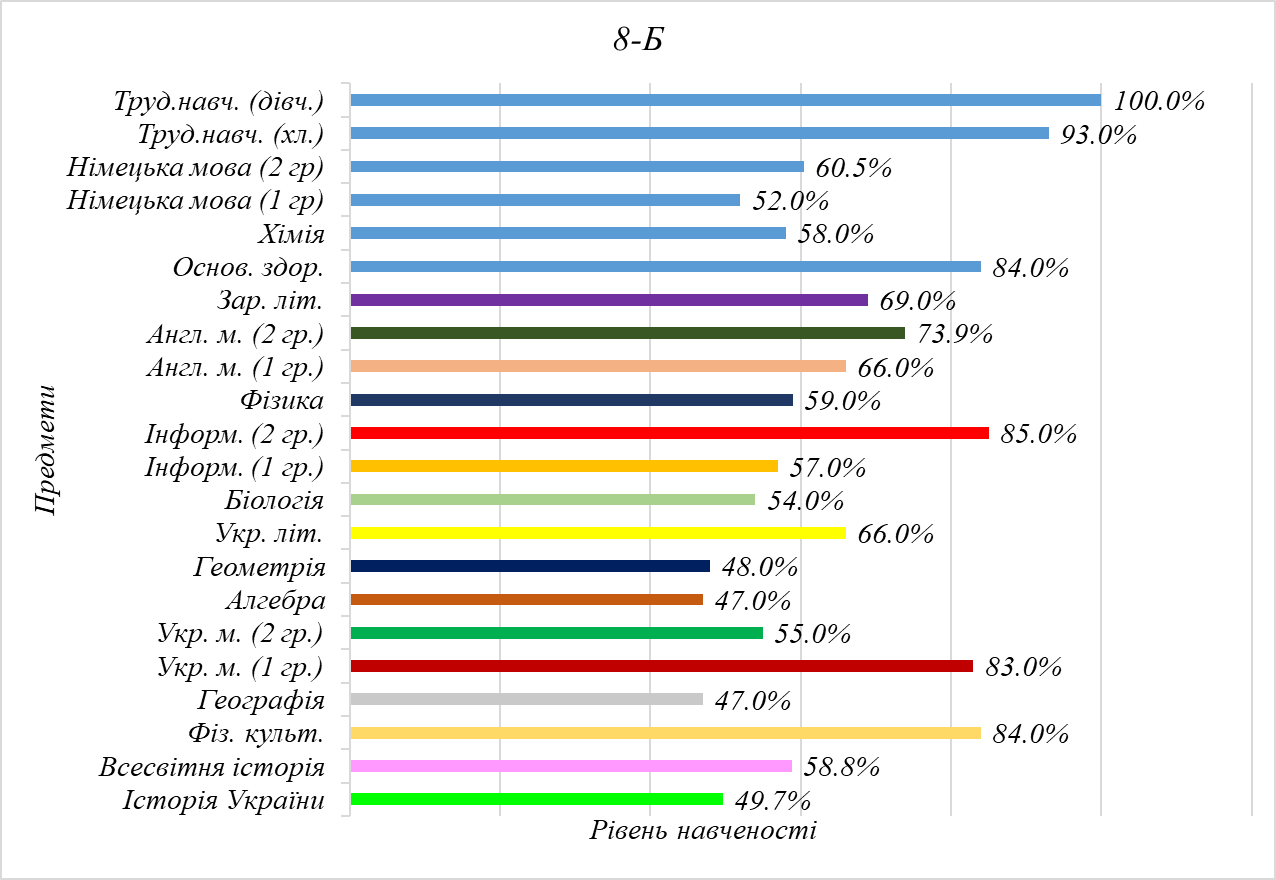 8-Б
Труд.навч. (дівч.) 100.0%
Труд.навч. (хл.) 93.0%
Німецька мова (2 гр) 60.5%
Німецька мова (1 гр) 52.0%
Хімія 58.0%
Основ. здор. 84.0%
Зар. літ. 69.0%
Англ. м. (2 гр.) 73.9%
Англ. м. (1 гр.) 66.0%
Фізика 59.0%
Інформ. (2 гр.) 85.0%
Інформ. (1 гр.) 57.0%
Біологія 54.0%
Укр. літ. 66.0%
Геометрія 48.0%
Алгебра 47.0%
Укр. м. (2 гр.) 55.0%
Укр. м. (1 гр.) 83.0%
Географія 47.0%
Фіз. культ. 84.0%
Всесвітня історія 58.8%
Історія України 49.7%
Предмети
Рівень навченості